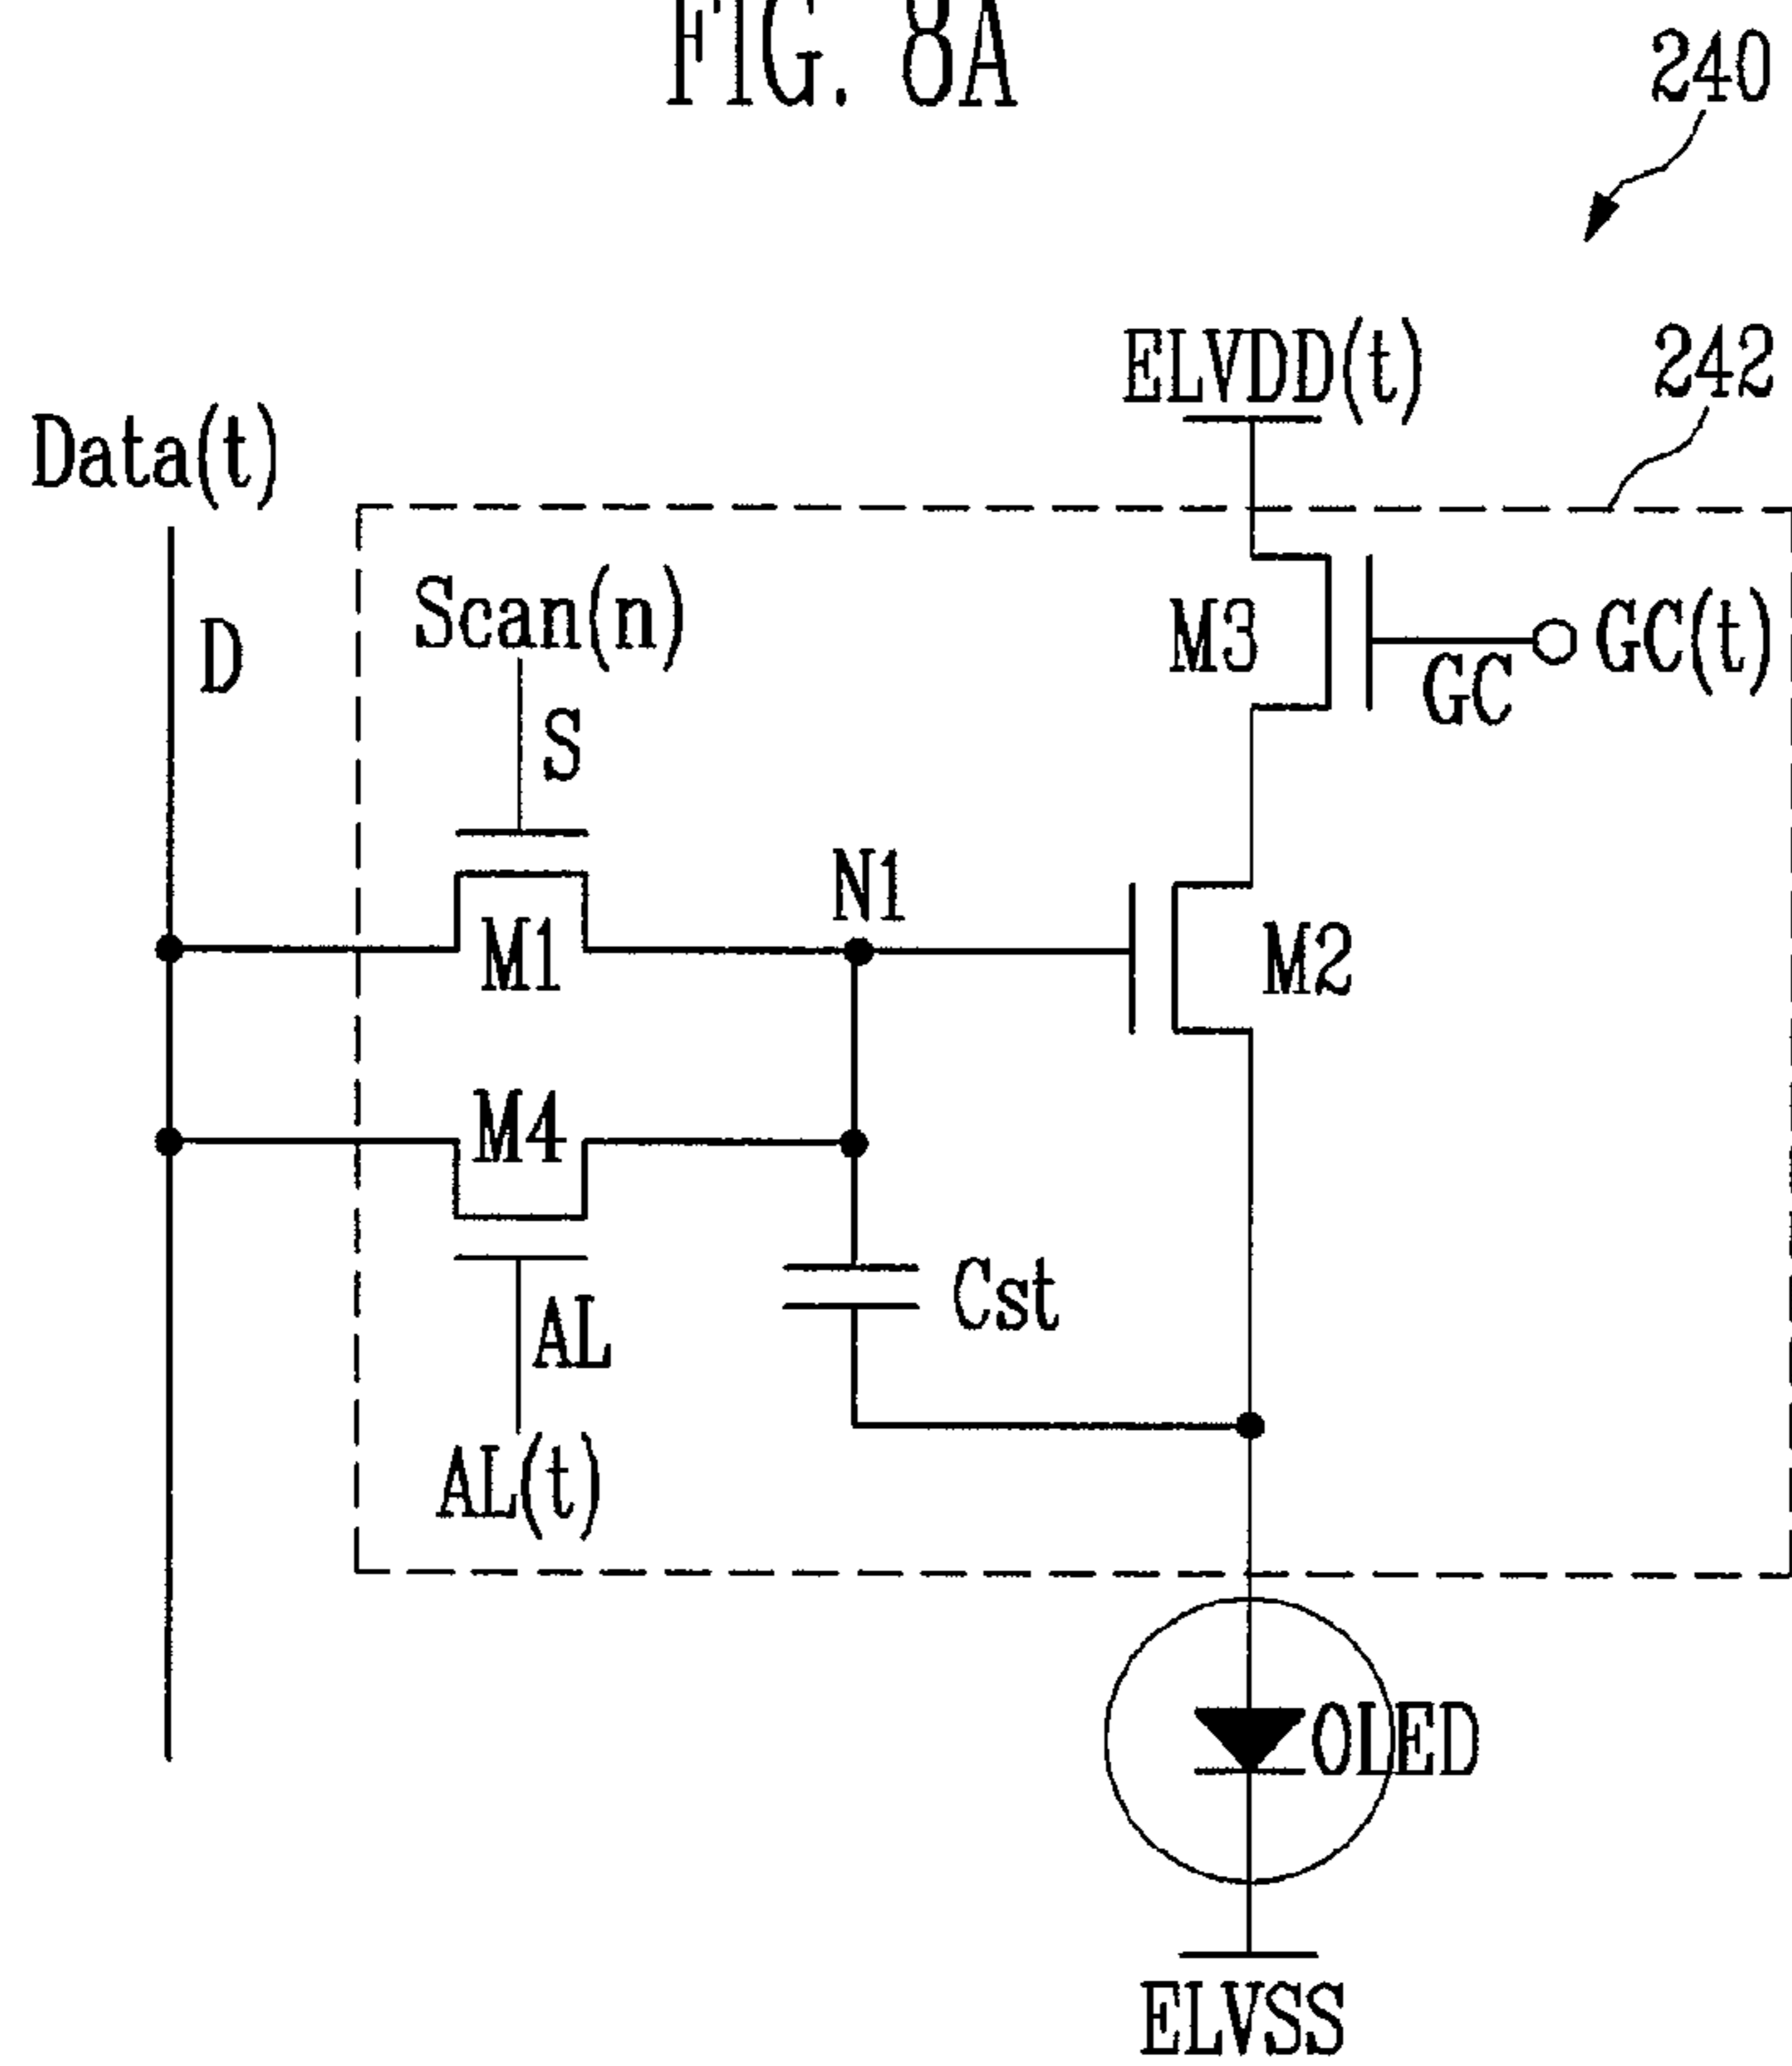 FIG. 8A
240
ELVDD(t)
242
Data(t)
D
Scan(n)
S
M3
GC
GC(t)
N1
M1
M2
M4
Cst
AL
AL(t)
OLED
ELVSS